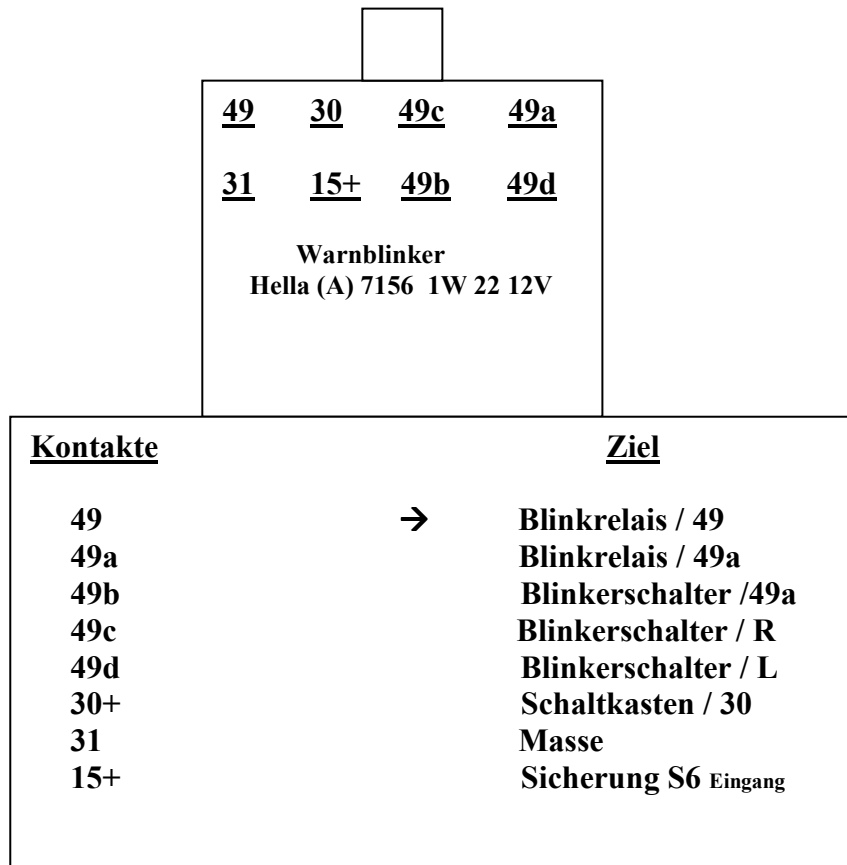 49 30 49c 49a
31 15+ 49b 49d
Warnblinker
Hella (A) 7156 1W 22 12V
Kontakte Ziel
49 → Blinkrelais / 49
49a Blinkrelais / 49a
49b Blinkerschalter /49a
49c Blinkerschalter / R
49d Blinkerschalter / L
30+ Schaltkasten / 30
31 Masse
15+ Sicherung S6 Eingang